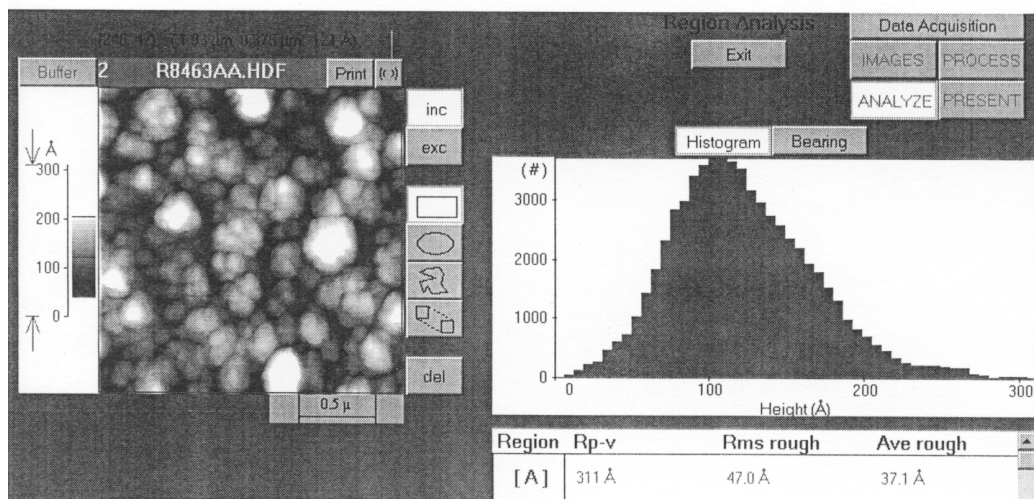 Region Analysis
Data Acquisition
Exit
IMAGES PROCESS
ANALYZE PRESENT
Buffer
2 R8463AA.HDF
Print
inc
exc
del
Å
300
200
100
0
0.5 µ
Histogram Bearing
(#)
3000
2000
1000
0
0 100 200 300
Height (Å)
Region Rp-v Rms rough Ave rough
[A] 311 Å 47.0 Å 37.1 Å